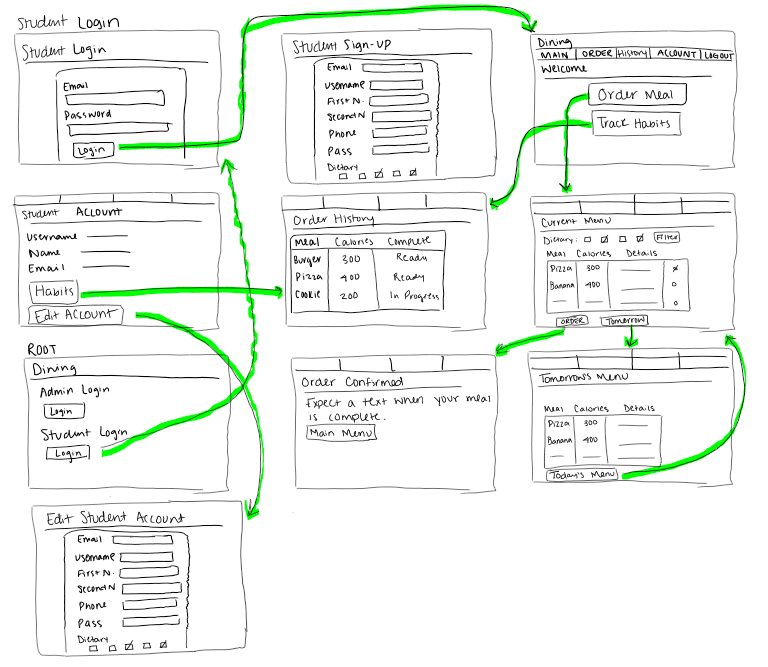 Student Login
Student Login
Email
Password
Login
Student Sign-up
Email
Username
First N.
Second N
Phone
Pass
Dietary
Dining
MAIN ORDER History ACCOUNT LOGOUT
Welcome
Order Meal
Track Habits
Student ACCOUNT
Username
Name
Email
Habits
Edit Account
Order History
Meal Calories Complete
Burger 300 Ready
Pizza 400 Ready
Cookie 200 In Progress
Current Menu
Dietary: Filter
Meal Calories Details
Pizza 300
Banana 400
ORDER Tomorrow
ROOT
Dining
Admin Login
Login
Student Login
Login
Order Confirmed
Expect a text when your meal
is complete.
Main Menu
Tomorrow's Menu
Meal Calories Details
Pizza 300
Banana 400
Today's Menu
Edit Student Account
Email
Username
First N.
Second N
Phone
Pass
Dietary